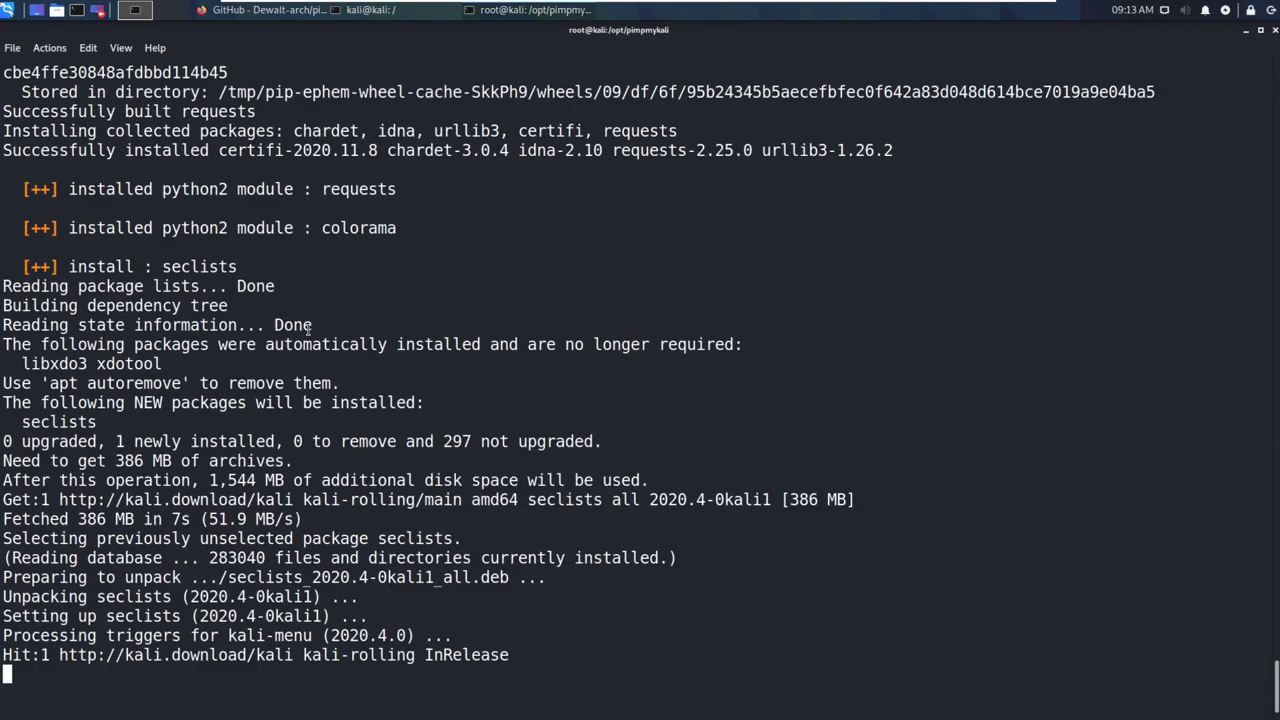 GitHub - Dewalt-arch/pi...
kali@kali: /
root@kali: /opt/pimpmy...
09:13 AM
root@kali: /opt/pimpmykali
File Actions Edit View Help
cbe4ffe30848afdbbd114b45
Stored in directory: /tmp/pip-ephem-wheel-cache-SkkPh9/wheels/09/df/6f/95b24345b5aecefbfec0f642a83d048d614bce7019a9e04ba5
Successfully built requests
Installing collected packages: chardet, idna, urllib3, certifi, requests
Successfully installed certifi-2020.11.8 chardet-3.0.4 idna-2.10 requests-2.25.0 urllib3-1.26.2
[++] installed python2 module : requests
[++] installed python2 module : colorama
[++] install : seclists
Reading package lists... Done
Building dependency tree
Reading state information... Done
The following packages were automatically installed and are no longer required:
libxdo3 xdotool
Use 'apt autoremove' to remove them.
The following NEW packages will be installed:
seclists
0 upgraded, 1 newly installed, 0 to remove and 297 not upgraded.
Need to get 386 MB of archives.
After this operation, 1,544 MB of additional disk space will be used.
Get:1 http://kali.download/kali kali-rolling/main amd64 seclists all 2020.4-0kali1 [386 MB]
Fetched 386 MB in 7s (51.9 MB/s)
Selecting previously unselected package seclists.
(Reading database ... 283040 files and directories currently installed.)
Preparing to unpack .../seclists_2020.4-0kali1_all.deb ...
Unpacking seclists (2020.4-0kali1) ...
Setting up seclists (2020.4-0kali1) ...
Processing triggers for kali-menu (2020.4.0) ...
Hit:1 http://kali.download/kali kali-rolling InRelease